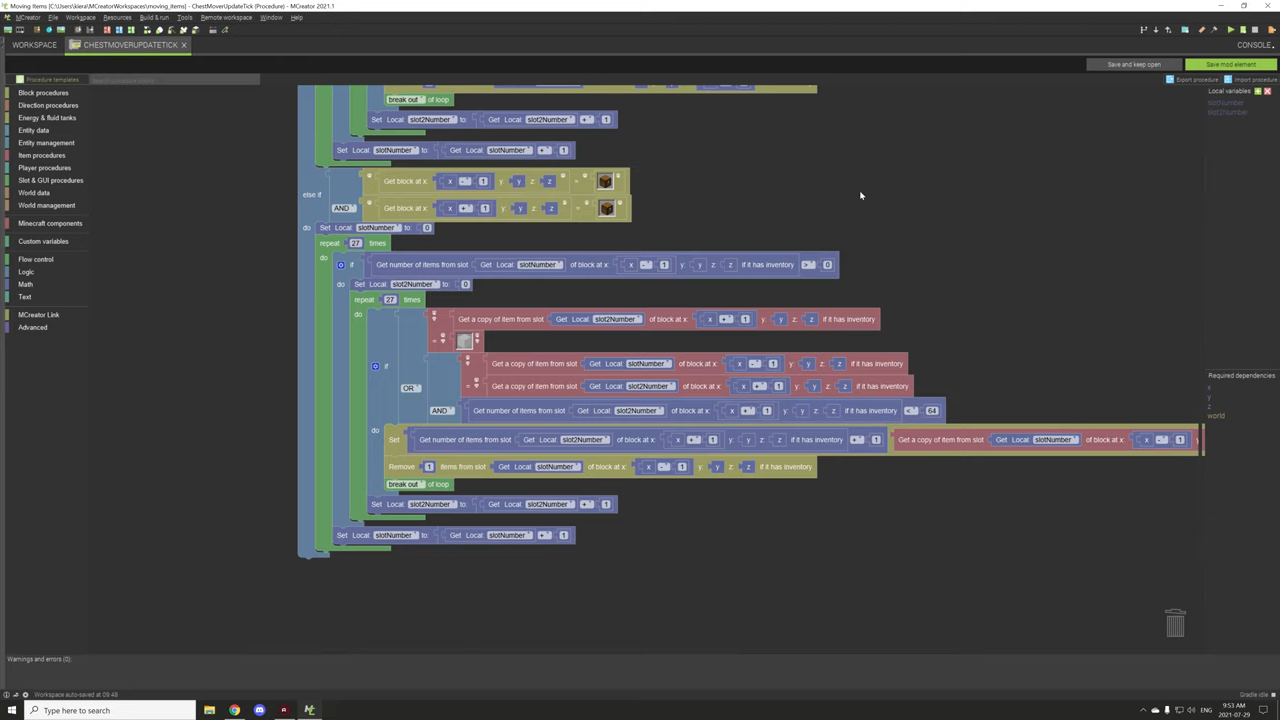 Moving Items [C:\Users\kiera\MCreatorWorkspaces\moving_items] - ChestMoverUpdateTick (Procedure) - MCreator 2021.1
MCreator File Workspace Resources Build & run Tools Remote workspace Window Help
WORKSPACE CHESTMOVERUPDATETICK CONSOLE
Save and keep open Save mod element
Procedure templates Search procedure blocks Export procedure Import procedure
Block procedures
Direction procedures
Energy & fluid tanks
Entity data
Entity management
Item procedures
Player procedures
Slot & GUI procedures
World data
World management
Minecraft components
Custom variables
Flow control
Logic
Math
Text
MCreator Link
Advanced
Local variables
slotNumber
slot2Number
break out of loop
Set Local slot2Number to: Get Local slot2Number + 1
Set Local slotNumber to: Get Local slotNumber + 1
else if AND
Get block at x: x - 1 y: y z: z =
Get block at x: x + 1 y: y z: z =
do Set Local slotNumber to: 0
repeat 27 times
do if Get number of items from slot Get Local slotNumber of block at x: x - 1 y: y z: z if it has inventory > 0
do Set Local slot2Number to: 0
repeat 27 times
do if OR Get a copy of item from slot Get Local slot2Number of block at x: x + 1 y: y z: z if it has inventory
=
Get a copy of item from slot Get Local slotNumber of block at x: x - 1 y: y z: z if it has inventory
= Get a copy of item from slot Get Local slot2Number of block at x: x + 1 y: y z: z if it has inventory
AND Get number of items from slot Get Local slot2Number of block at x: x + 1 y: y z: z if it has inventory < 64
do Set Get number of items from slot Get Local slot2Number of block at x: x + 1 y: y z: z if it has inventory + 1 Get a copy of item from slot Get Local slotNumber of block at x: x - 1 y
Remove 1 items from slot Get Local slotNumber of block at x: x - 1 y: y z: z if it has inventory
break out of loop
Set Local slot2Number to: Get Local slot2Number + 1
Set Local slotNumber to: Get Local slotNumber + 1
Required dependencies
x
y
z
world
Warnings and errors (0):
Workspace auto-saved at 09:48 Gradle idle
Type here to search
ENG
9:53 AM
2021-07-29